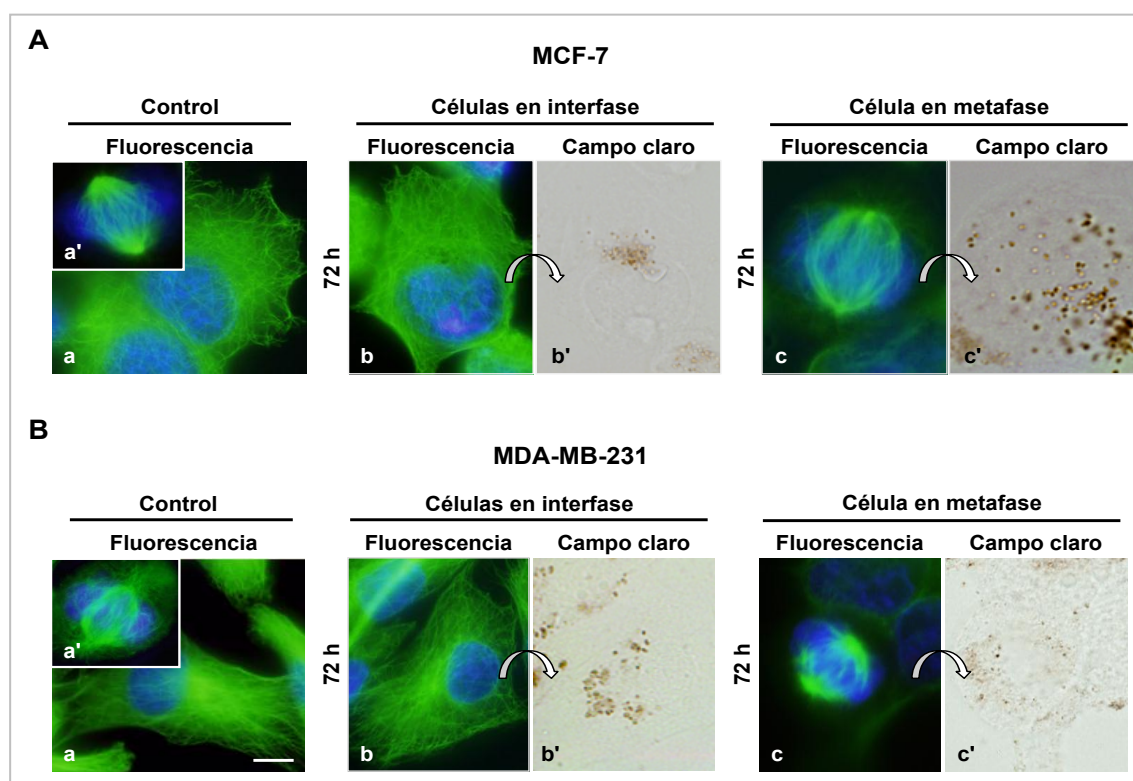 A
MCF-7
Control
Células en interfase
Célula en metafase
Fluorescencia
Fluorescencia
Campo claro
Fluorescencia
Campo claro
a'
a
72 h
b
b'
72 h
c
c'
B
MDA-MB-231
Control
Células en interfase
Célula en metafase
Fluorescencia
Fluorescencia
Campo claro
Fluorescencia
Campo claro
a'
a
72 h
b
b'
72 h
c
c'